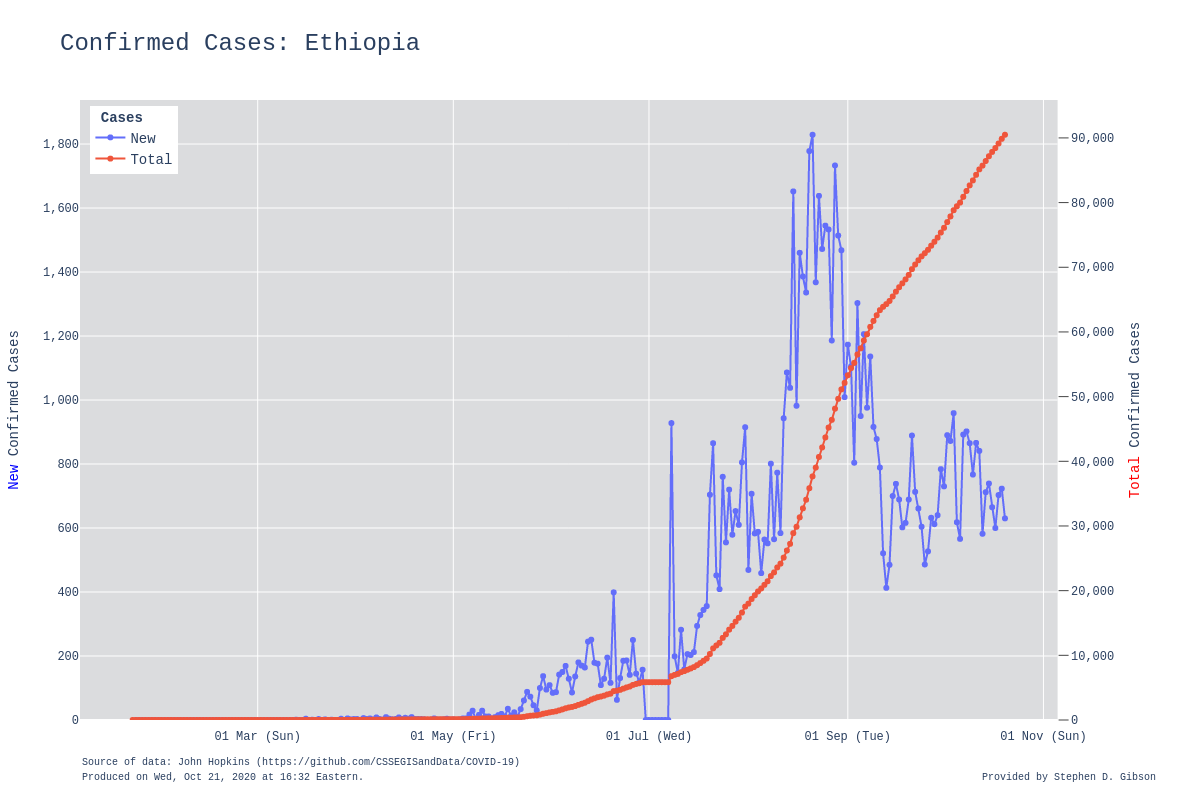 Confirmed Cases: Ethiopia
Cases
New
Total
1,800
1,600
1,400
1,200
1,000
800
600
400
200
0
New Confirmed Cases
90,000
80,000
70,000
60,000
50,000
40,000
30,000
20,000
10,000
0
Total Confirmed Cases
01 Mar (Sun) 01 May (Fri) 01 Jul (Wed) 01 Sep (Tue) 01 Nov (Sun)
Source of data: John Hopkins (https://github.com/CSSEGISandData/COVID-19)
Produced on Wed, Oct 21, 2020 at 16:32 Eastern.
Provided by Stephen D. Gibson